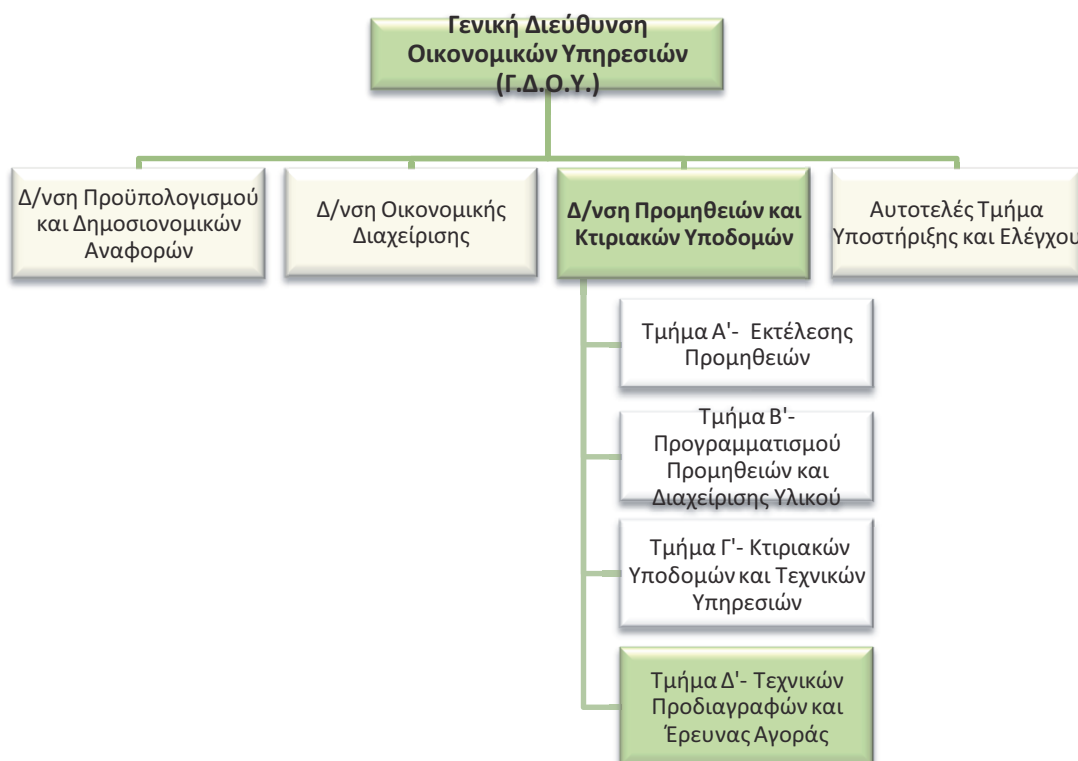 Γενική Διεύθυνση
Οικονομικών Υπηρεσιών
(Γ.Δ.Ο.Υ.)
Δ/νση Προϋπολογισμού
και Δημοσιονομικών
Αναφορών
Δ/νση Οικονομικής
Διαχείρισης
Δ/νση Προμηθειών και
Κτιριακών Υποδομών
Αυτοτελές Τμήμα
Υποστήριξης και Ελέγχου
Τμήμα Α'- Εκτέλεσης
Προμηθειών
Τμήμα Β'-
Προγραμματισμού
Προμηθειών και
Διαχείρισης Υλικού
Τμήμα Γ'- Κτιριακών
Υποδομών και Τεχνικών
Υπηρεσιών
Τμήμα Δ'- Τεχνικών
Προδιαγραφών και
Έρευνας Αγοράς